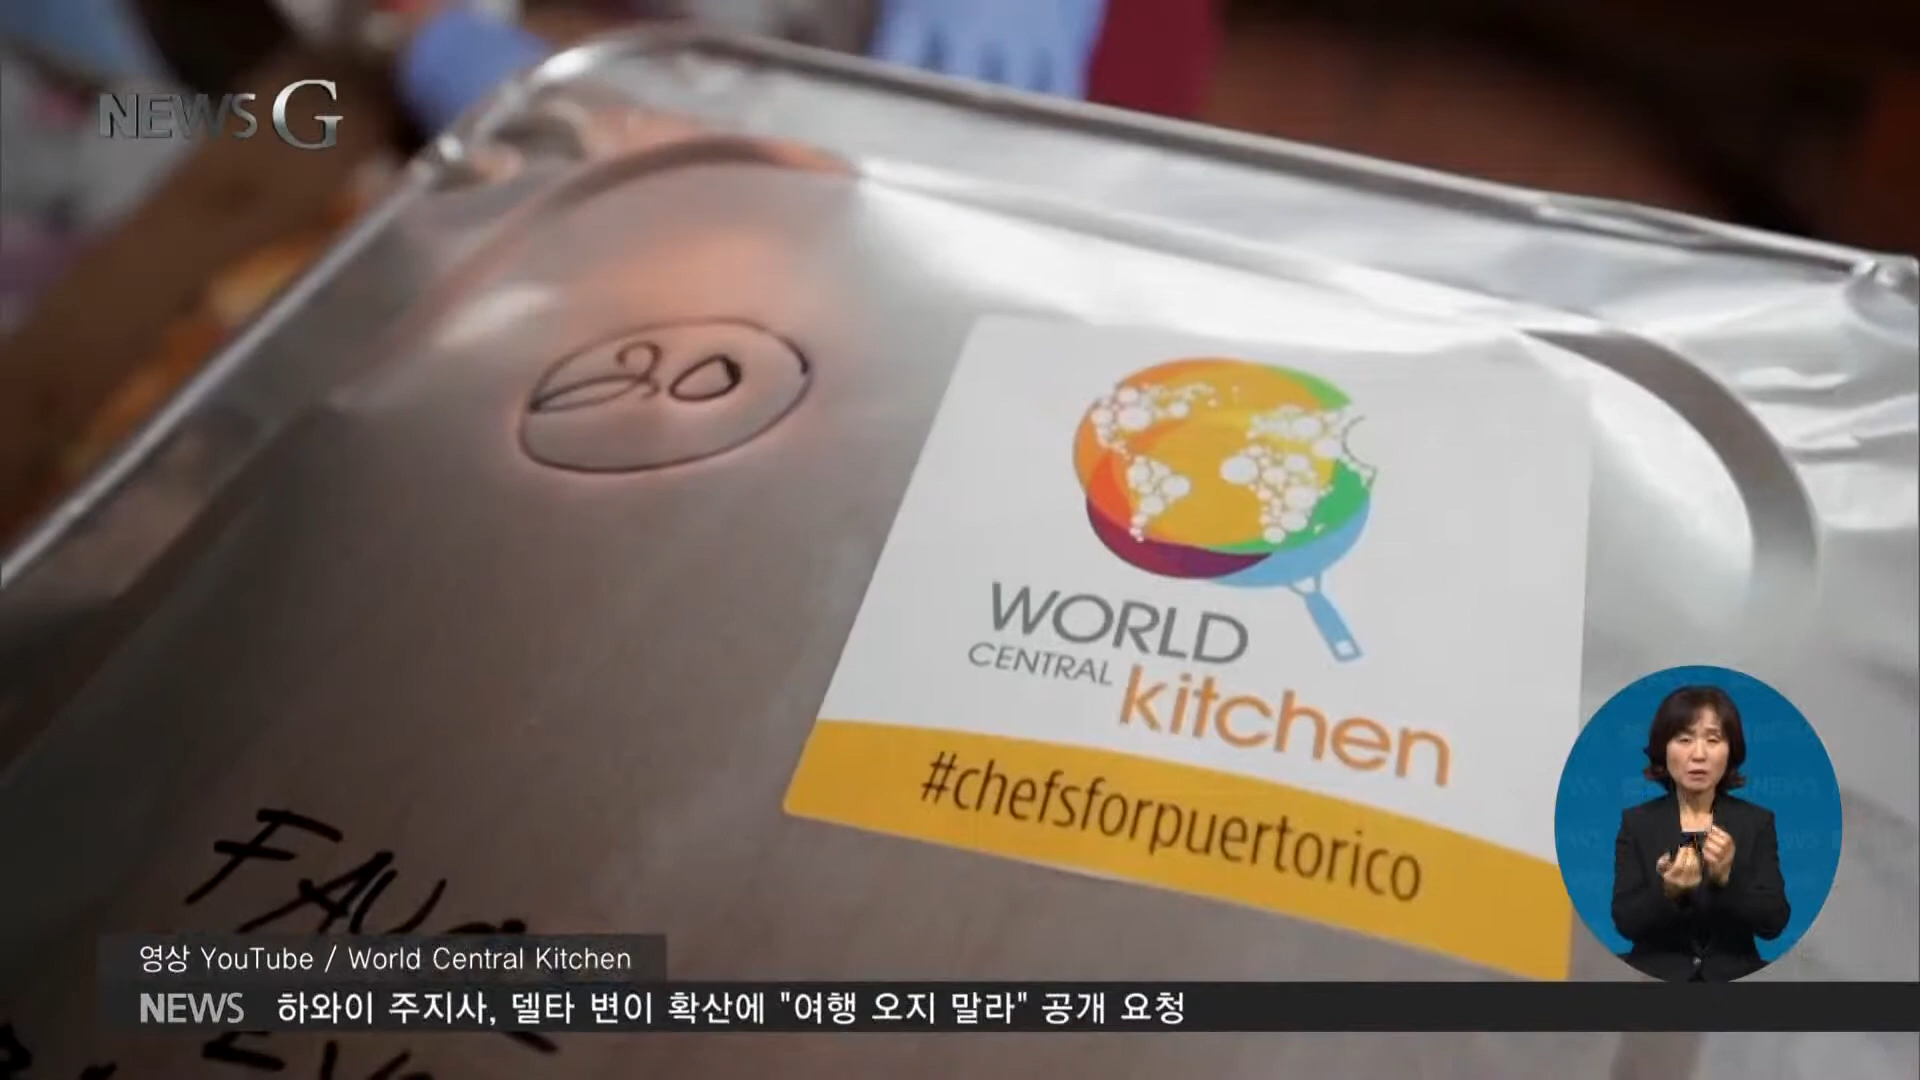 NEWS G
20
WORLD
CENTRAL kitchen
#chefsforpuertorico
영상 YouTube / World Central Kitchen
NEWS 하와이 주지사, 델타 변이 확산에 "여행 오지 말라" 공개 요청